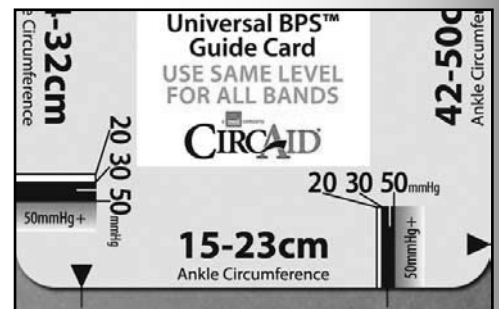 Universal BPS™
Guide Card
USE SAME LEVEL
FOR ALL BANDS
CIRCAID
-32cm
Circumference
42-50c
Ankle Circumfer
20 30 50 mmHg
50mmHg+
20 30 50mmHg
50mmHg+
15-23cm
Ankle Circumference